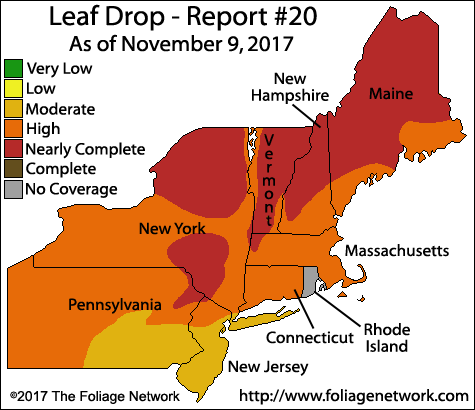 Leaf Drop - Report #20
As of November 9, 2017
Very Low
Low
Moderate
High
Nearly Complete
Complete
No Coverage
New
Hampshire
Maine
Vermont
New York
Massachusetts
Pennsylvania
Connecticut
Rhode
Island
New Jersey
©2017 The Foliage Network
http://www.foliagenetwork.com